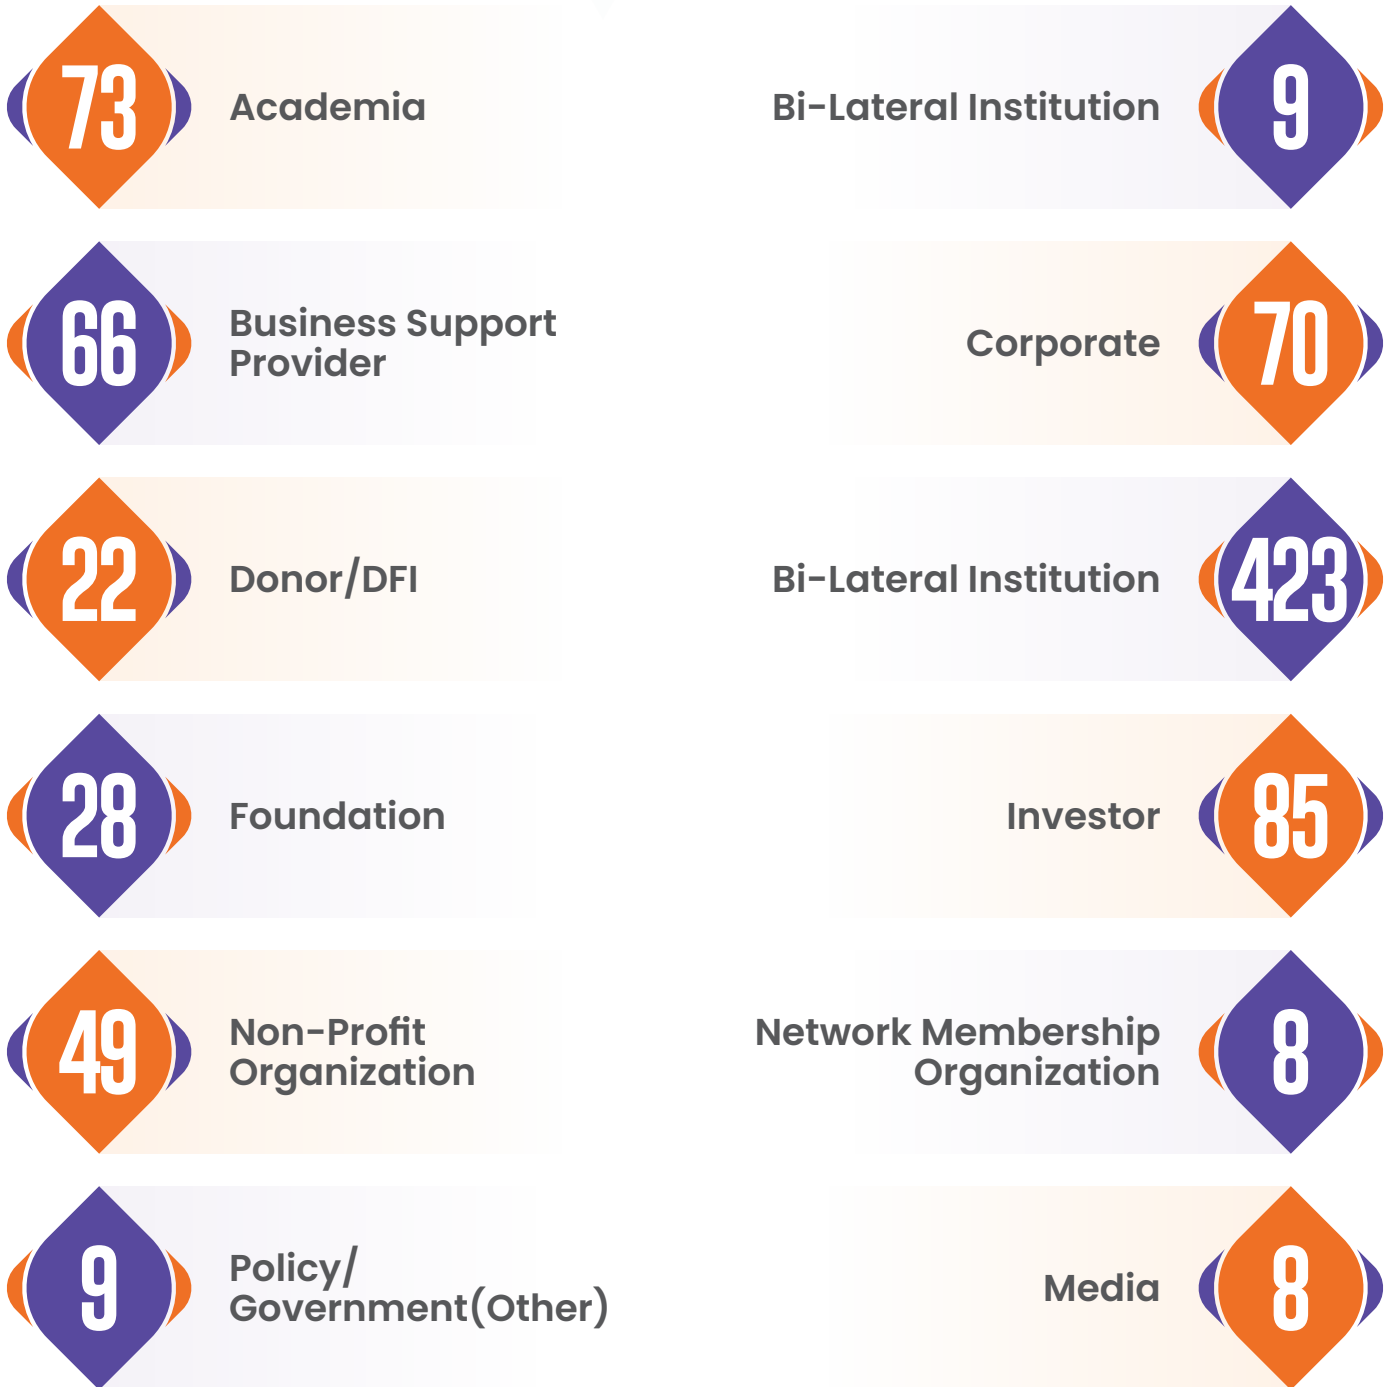 73
Academia
Bi-Lateral Institution
9
66
Business Support
Provider
Corporate
70
22
Donor/DFI
Bi-Lateral Institution
423
28
Foundation
Investor
85
49
Non-Profit
Organization
Network Membership
Organization
8
9
Policy/
Government(Other)
Media
8